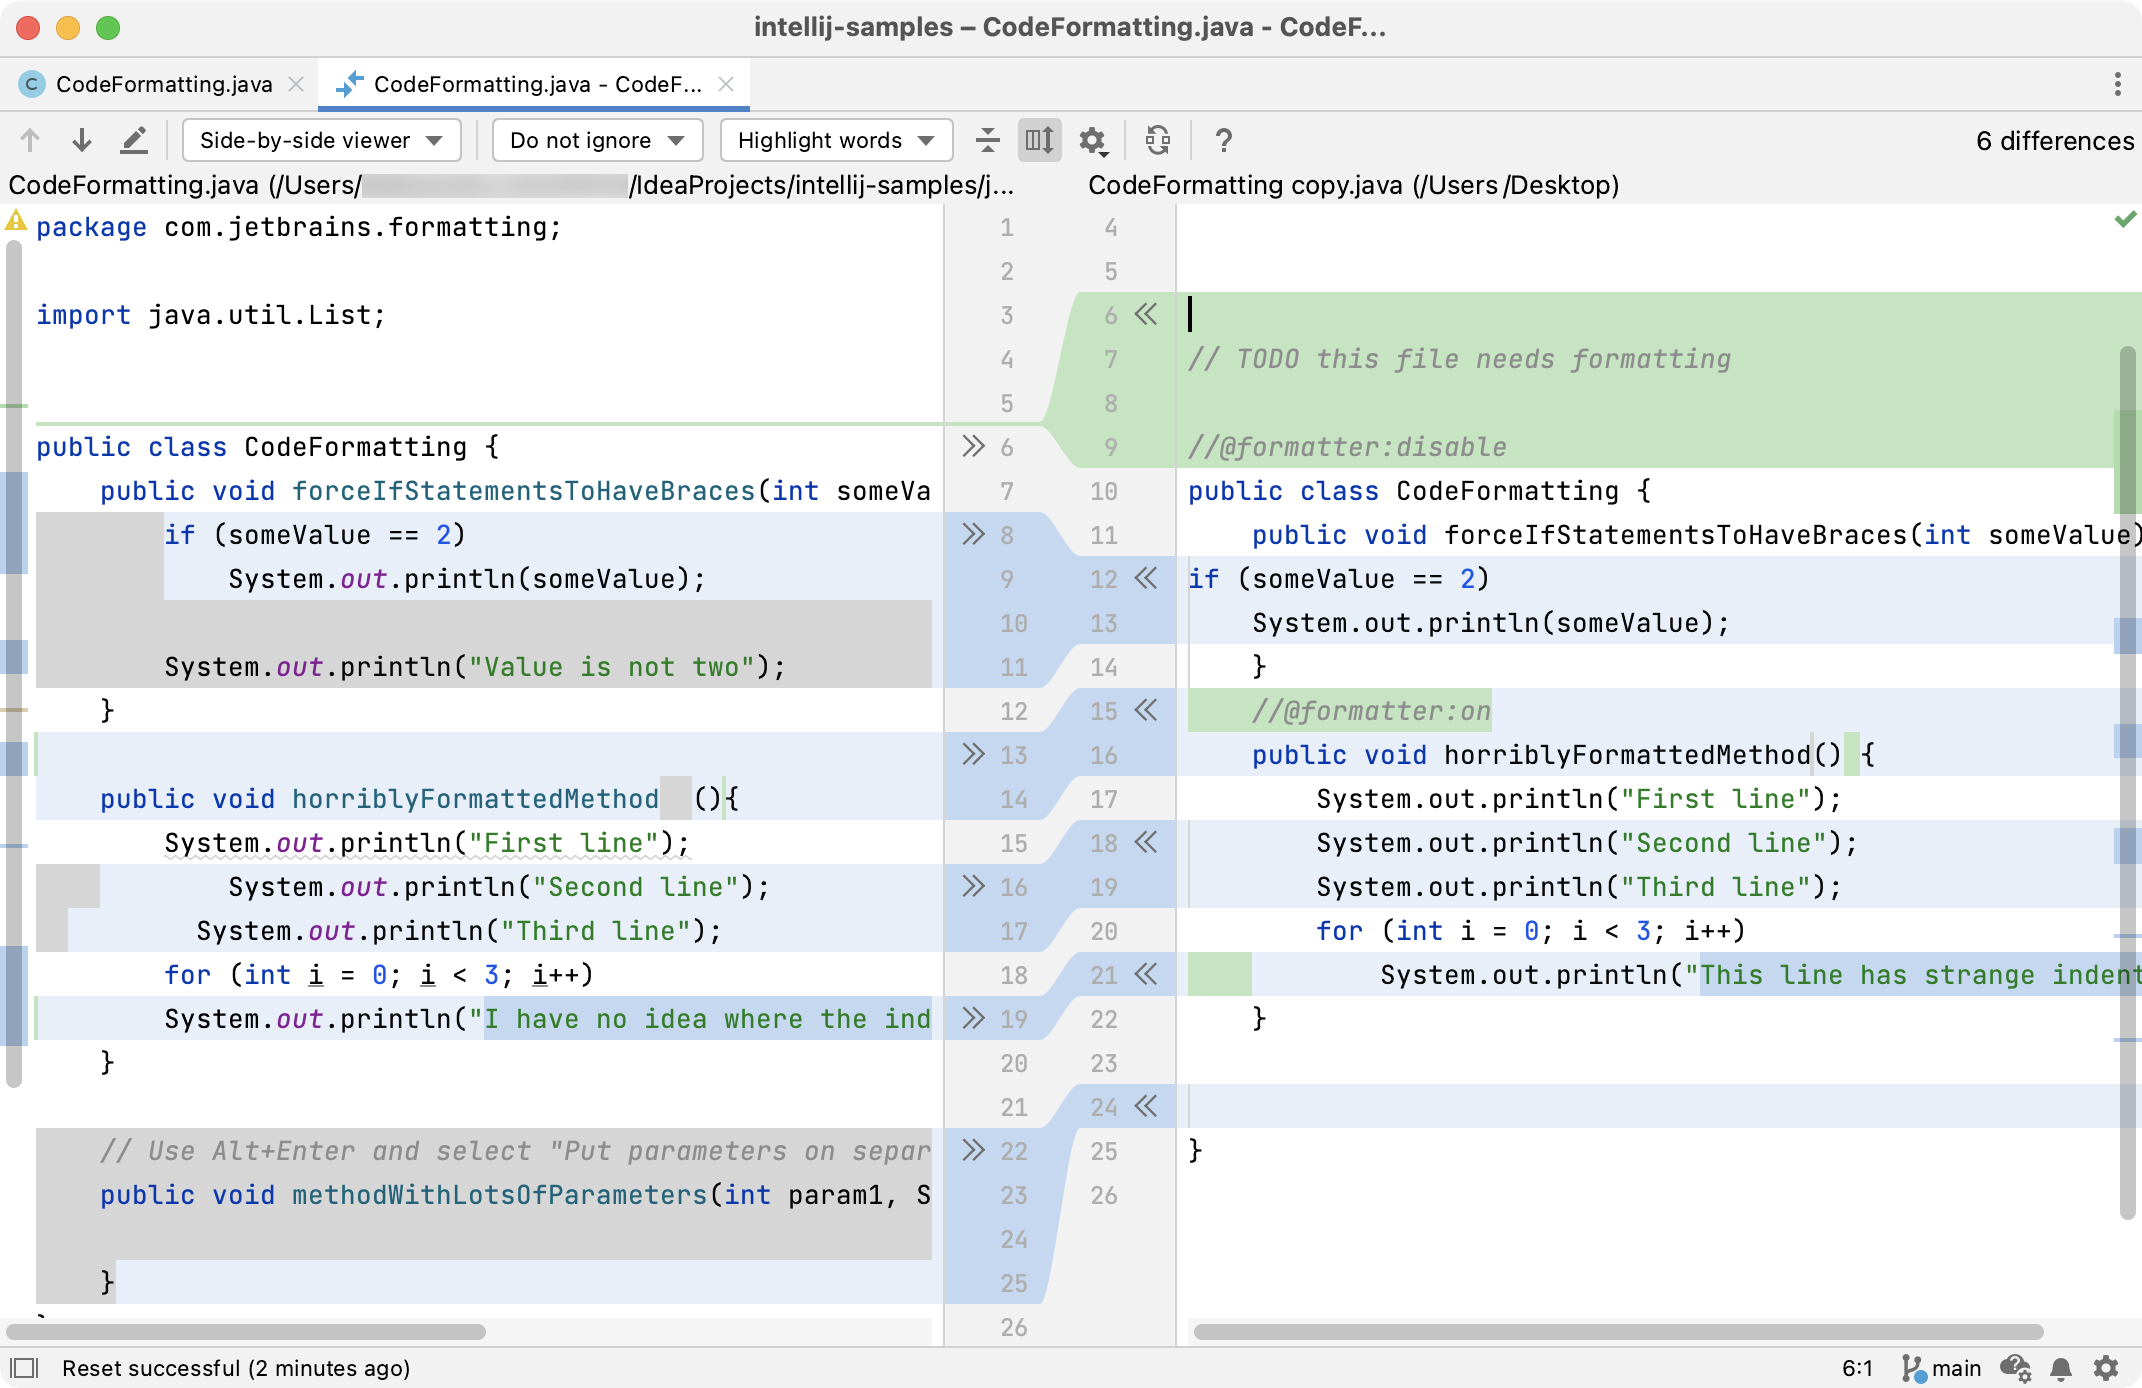 intellij-samples – CodeFormatting.java - CodeF...
CodeFormatting.java
CodeFormatting.java - CodeF...
Side-by-side viewer
Do not ignore
Highlight words
?
6 differences
CodeFormatting.java (/Users/ /IdeaProjects/intellij-samples/j...
package com.jetbrains.formatting; 1
2
import java.util.List; 3
4
5
public class CodeFormatting { 6
public void forceIfStatementsToHaveBraces(int someVa 7
if (someValue == 2) 8
System.out.println(someValue); 9
10
System.out.println("Value is not two"); 11
} 12
13
public void horriblyFormattedMethod (){ 14
System.out.println("First line"); 15
System.out.println("Second line"); 16
System.out.println("Third line"); 17
for (int i = 0; i < 3; i++) 18
System.out.println("I have no idea where the ind 19
} 20
21
// Use Alt+Enter and select "Put parameters on separ 22
public void methodWithLotsOfParameters(int param1, S 23
24
} 25
26
CodeFormatting copy.java (/Users /Desktop)
4
5
6
7 // TODO this file needs formatting
8
9 //@formatter:disable
10 public class CodeFormatting {
11 public void forceIfStatementsToHaveBraces(int someValue)
12 if (someValue == 2)
13 System.out.println(someValue);
14 }
15 //@formatter:on
16 public void horriblyFormattedMethod() {
17 System.out.println("First line");
18 System.out.println("Second line");
19 System.out.println("Third line");
20 for (int i = 0; i < 3; i++)
21 System.out.println("This line has strange indent
22 }
23
24
25 }
26
Reset successful (2 minutes ago)
6:1
main